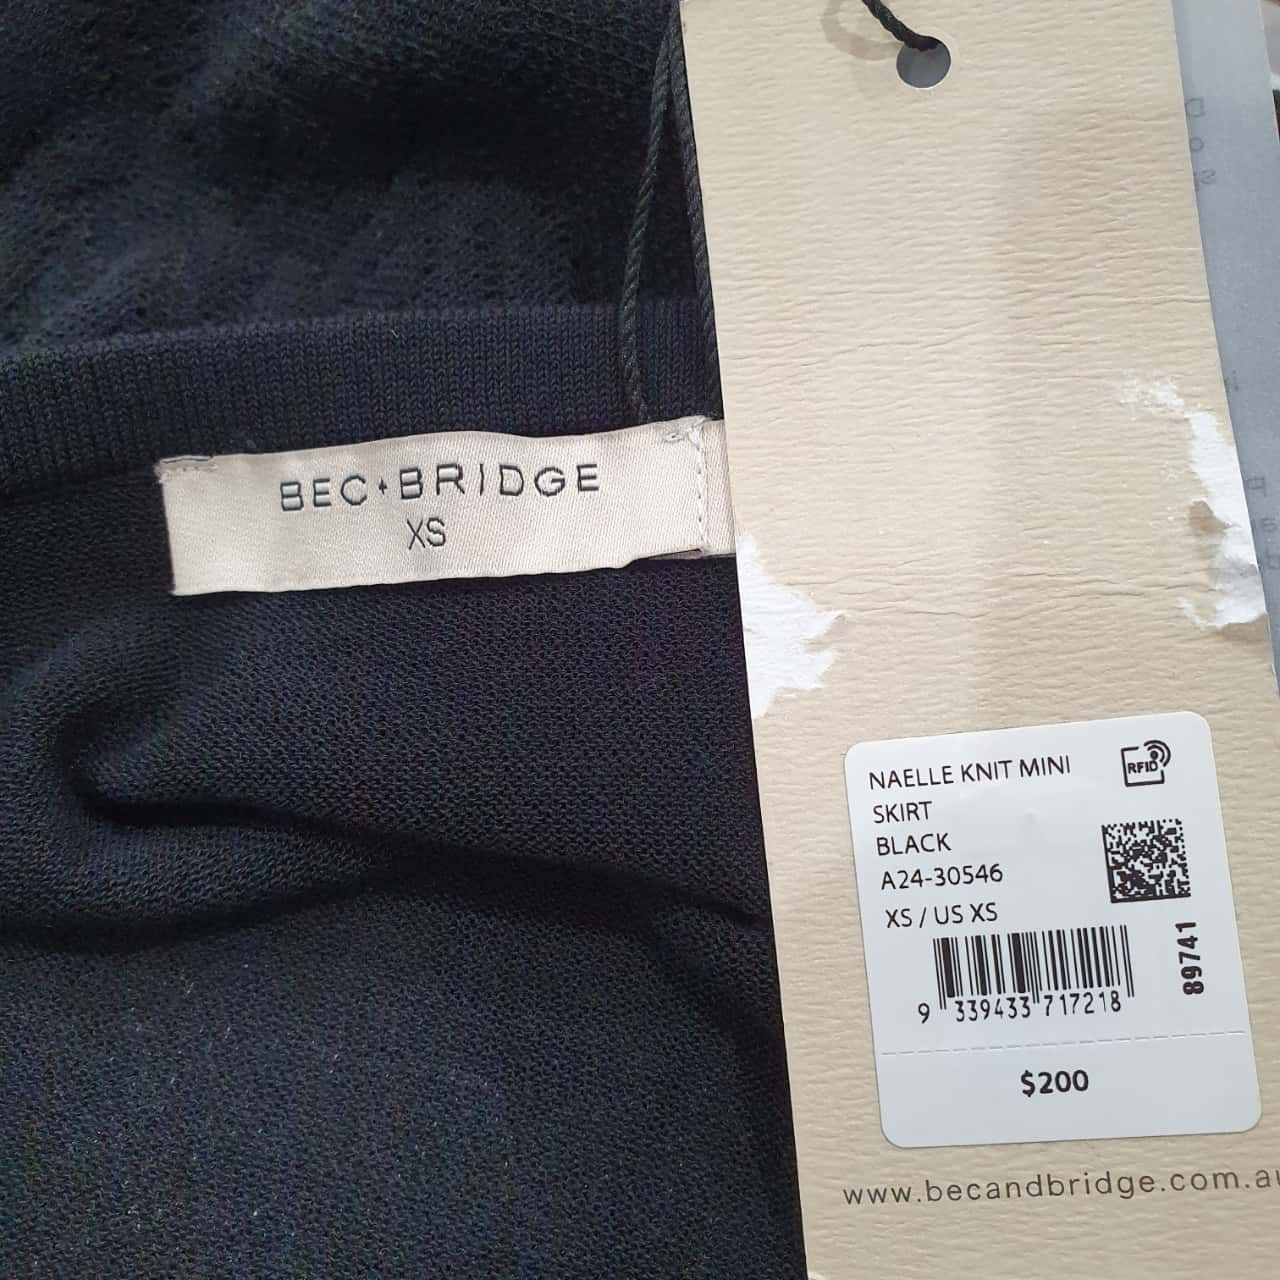 BEC+BRIDGE
XS
NAELLE KNIT MINI
SKIRT
BLACK
A24-30546
XS / US XS
RFID
89741
9 339433 717218
$200
www.becandbridge.com.au